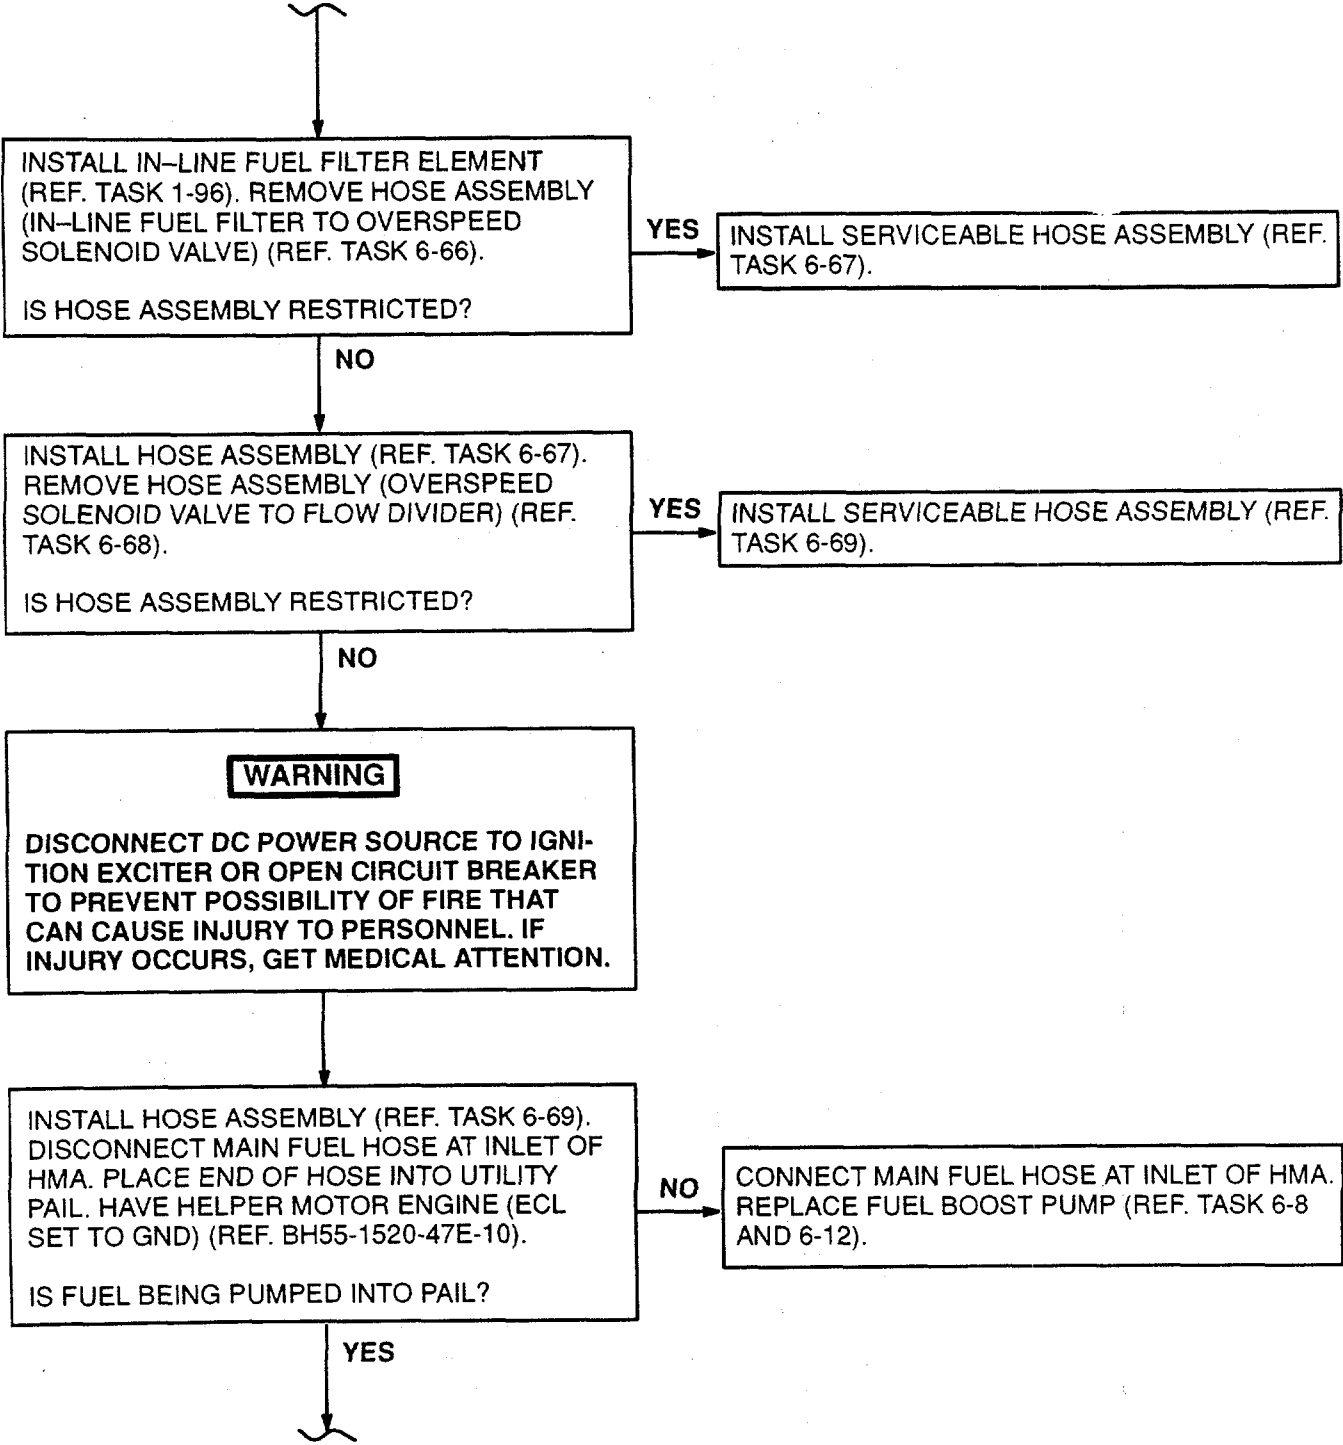 INSTALL IN–LINE FUEL FILTER ELEMENT
(REF. TASK 1-96). REMOVE HOSE ASSEMBLY
(IN–LINE FUEL FILTER TO OVERSPEED
SOLENOID VALVE) (REF. TASK 6-66).
IS HOSE ASSEMBLY RESTRICTED?
YES
INSTALL SERVICEABLE HOSE ASSEMBLY (REF.
TASK 6-67).
NO
INSTALL HOSE ASSEMBLY (REF. TASK 6-67).
REMOVE HOSE ASSEMBLY (OVERSPEED
SOLENOID VALVE TO FLOW DIVIDER) (REF.
TASK 6-68).
IS HOSE ASSEMBLY RESTRICTED?
YES
INSTALL SERVICEABLE HOSE ASSEMBLY (REF.
TASK 6-69).
NO
WARNING
DISCONNECT DC POWER SOURCE TO IGNI-
TION EXCITER OR OPEN CIRCUIT BREAKER
TO PREVENT POSSIBILITY OF FIRE THAT
CAN CAUSE INJURY TO PERSONNEL. IF
INJURY OCCURS, GET MEDICAL ATTENTION.
INSTALL HOSE ASSEMBLY (REF. TASK 6-69).
DISCONNECT MAIN FUEL HOSE AT INLET OF
HMA. PLACE END OF HOSE INTO UTILITY
PAIL. HAVE HELPER MOTOR ENGINE (ECL
SET TO GND) (REF. BH55-1520-47E-10).
IS FUEL BEING PUMPED INTO PAIL?
NO
CONNECT MAIN FUEL HOSE AT INLET OF HMA.
REPLACE FUEL BOOST PUMP (REF. TASK 6-8
AND 6-12).
YES